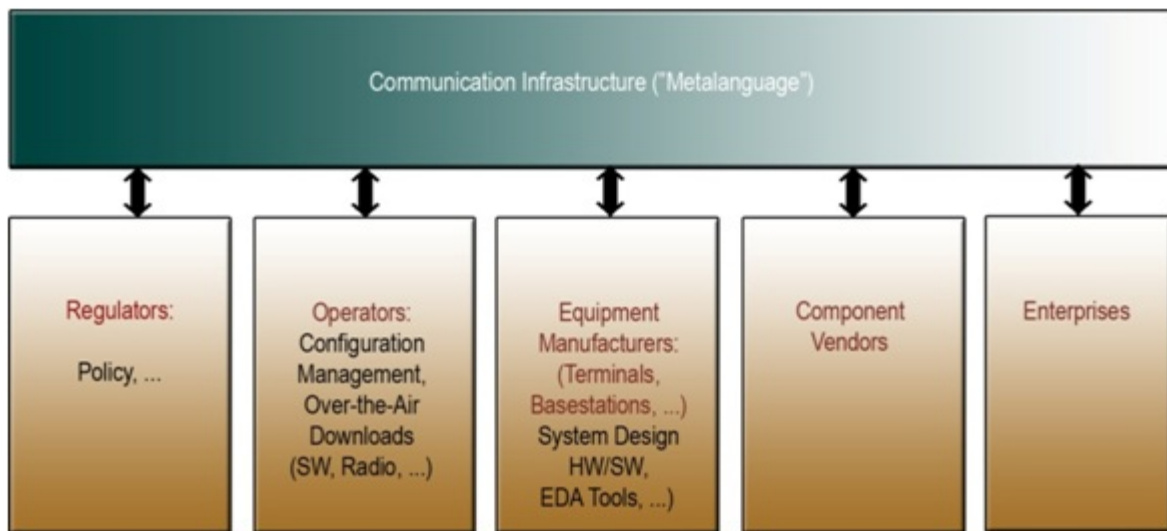 Communication Infrastructure ("Metalanguage")
Regulators:
Policy, ...
Operators:
Configuration
Management,
Over-the-Air
Downloads
(SW, Radio, ...)
Equipment
Manufacturers:
(Terminals,
Basestations, ...)
System Design
HW/SW,
EDA Tools, ...)
Component
Vendors
Enterprises